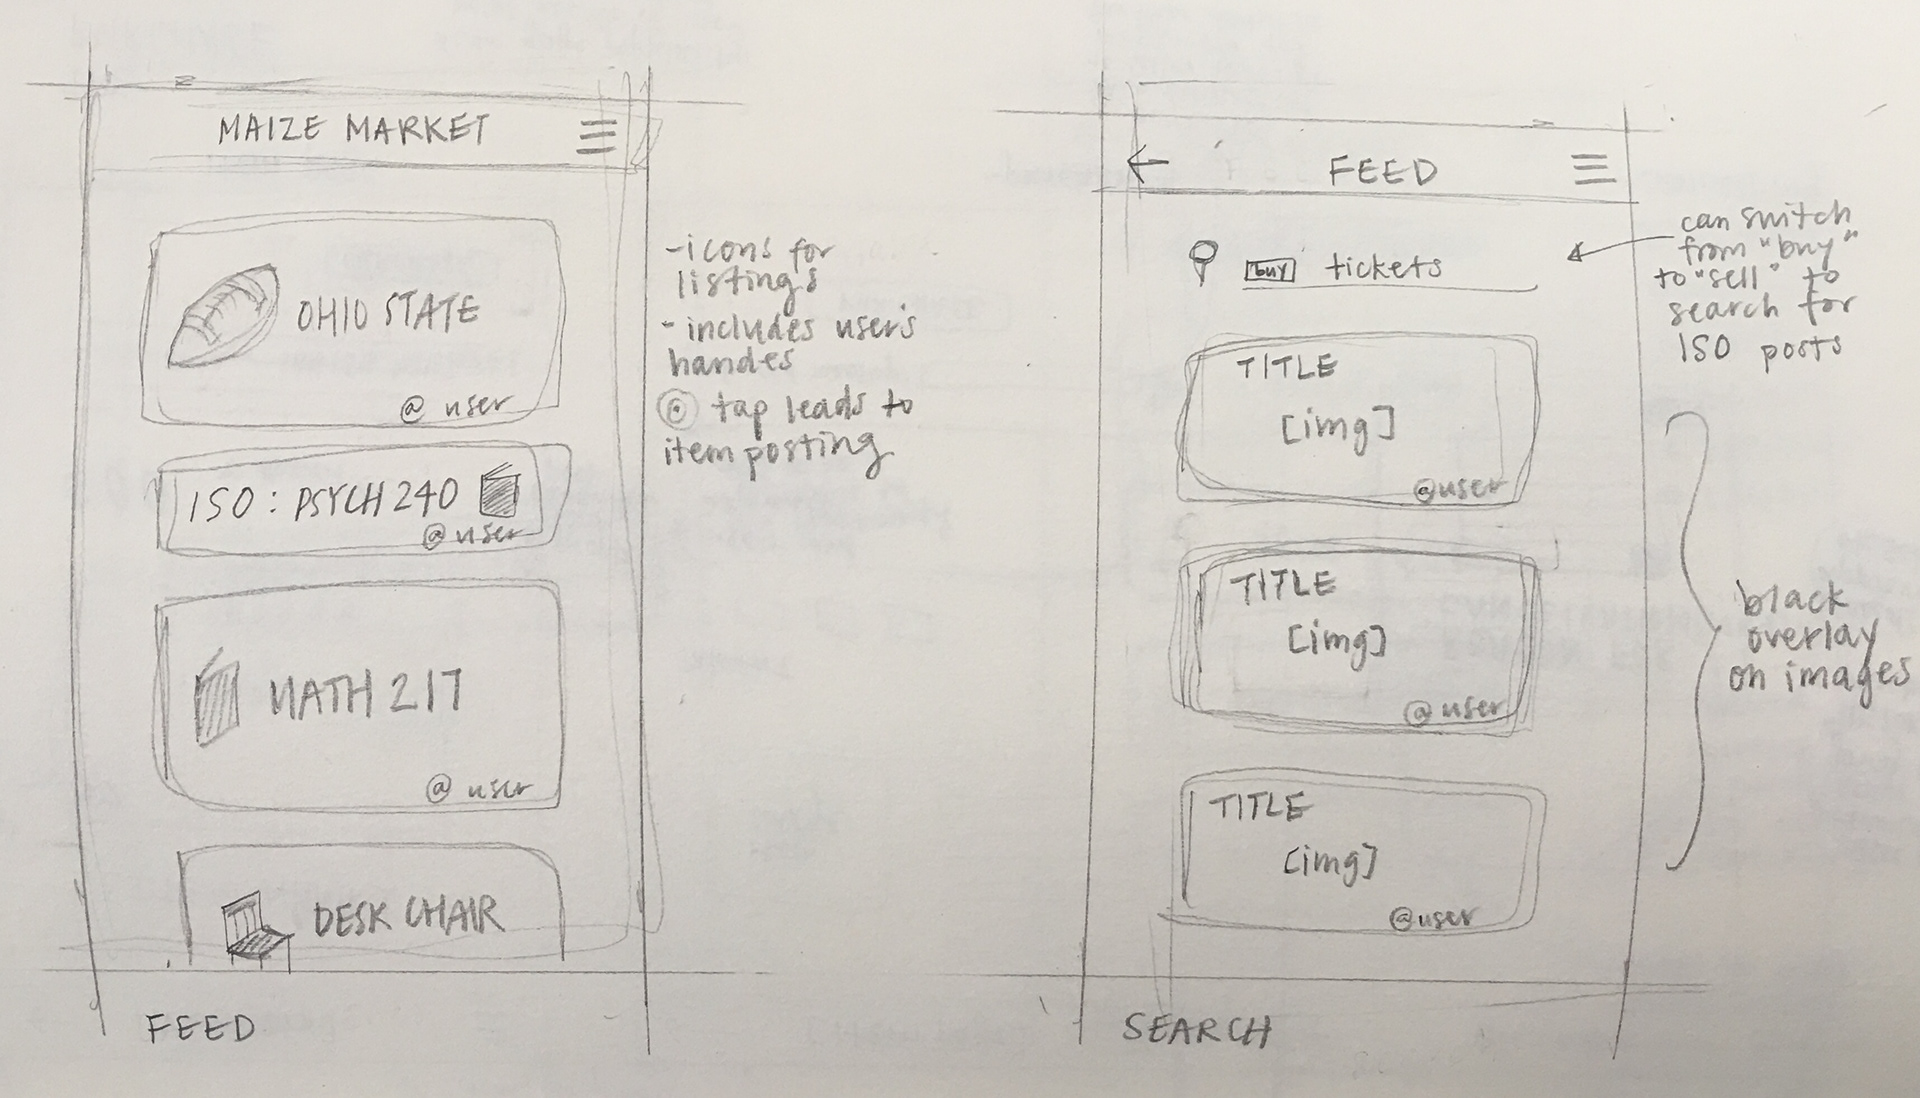 MAIZE MARKET
OHIO STATE
@ user
ISO : PSYCH 240
@user
MATH 217
@ user
DESK CHAIR
FEED
-icons for
listings
- includes user's
handes
tap leads to
item posting
FEED
buy tickets
TITLE
[img]
@user
TITLE
[img]
@user
TITLE
[img]
@user
SEARCH
can switch
from "buy"
to "sell" to
search for
ISO posts
black
overlay
on images